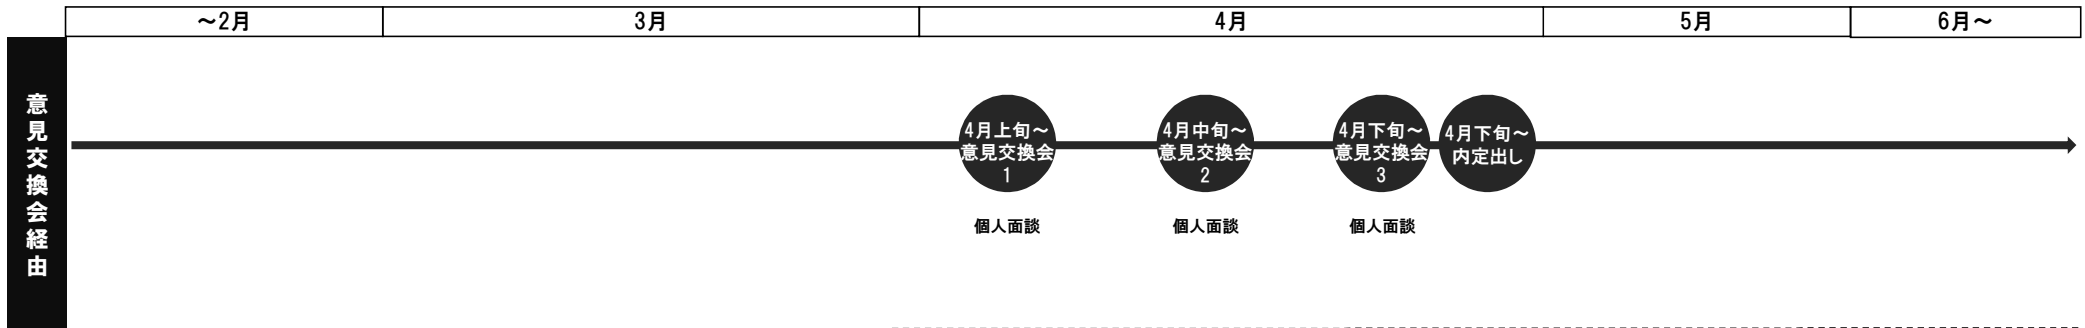 ～2月
3月
4月
5月
6月～
意見交換会経由
4月上旬～
意見交換会
1
4月中旬～
意見交換会
2
4月下旬～
意見交換会
3
4月下旬～
内定出し
個人面談
個人面談
個人面談